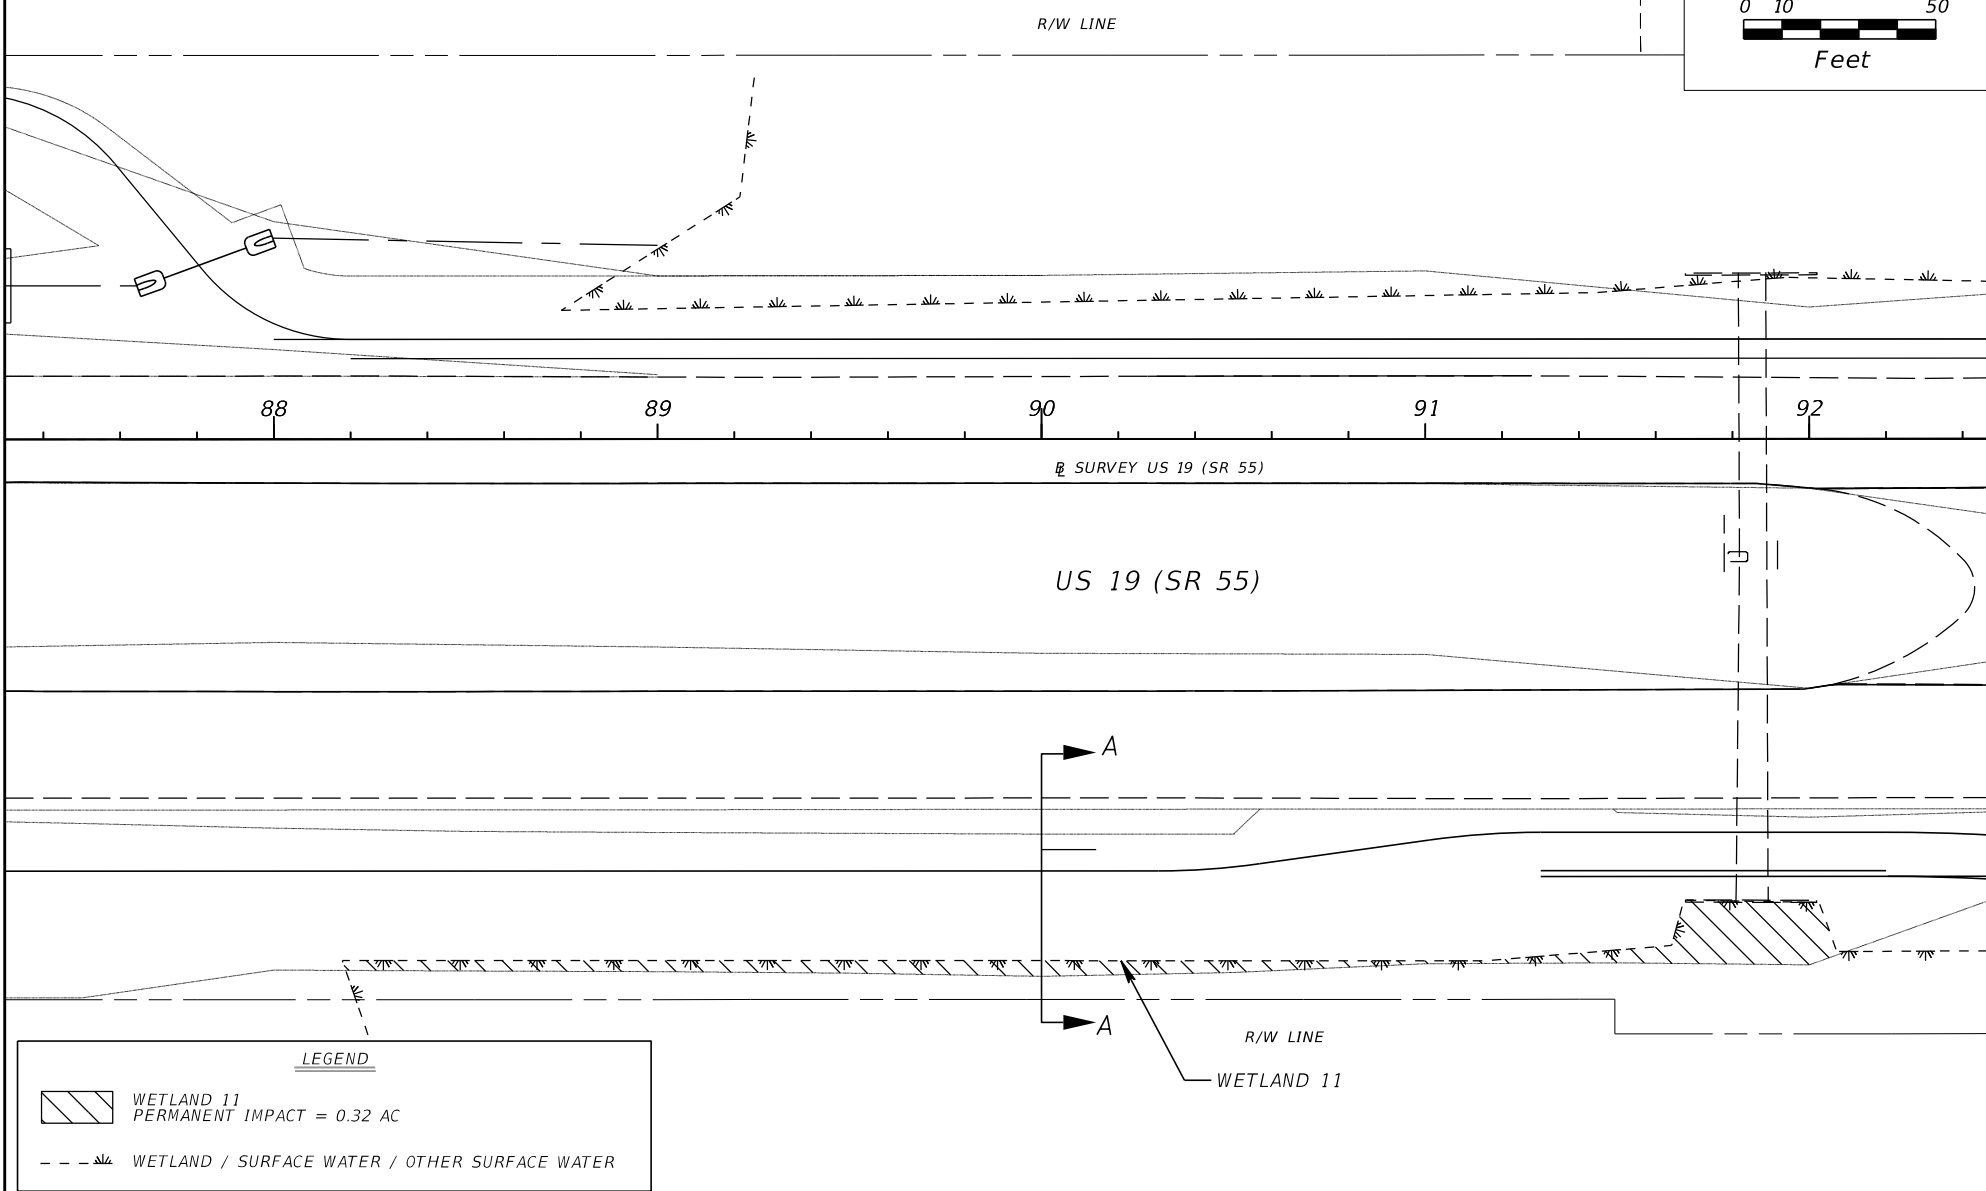 R/W LINE
0 10 50
Feet
88 89 90 91 92
B L SURVEY US 19 (SR 55)
US 19 (SR 55)
A
A
R/W LINE
WETLAND 11
LEGEND
WETLAND 11
PERMANENT IMPACT = 0.32 AC
WETLAND / SURFACE WATER / OTHER SURFACE WATER